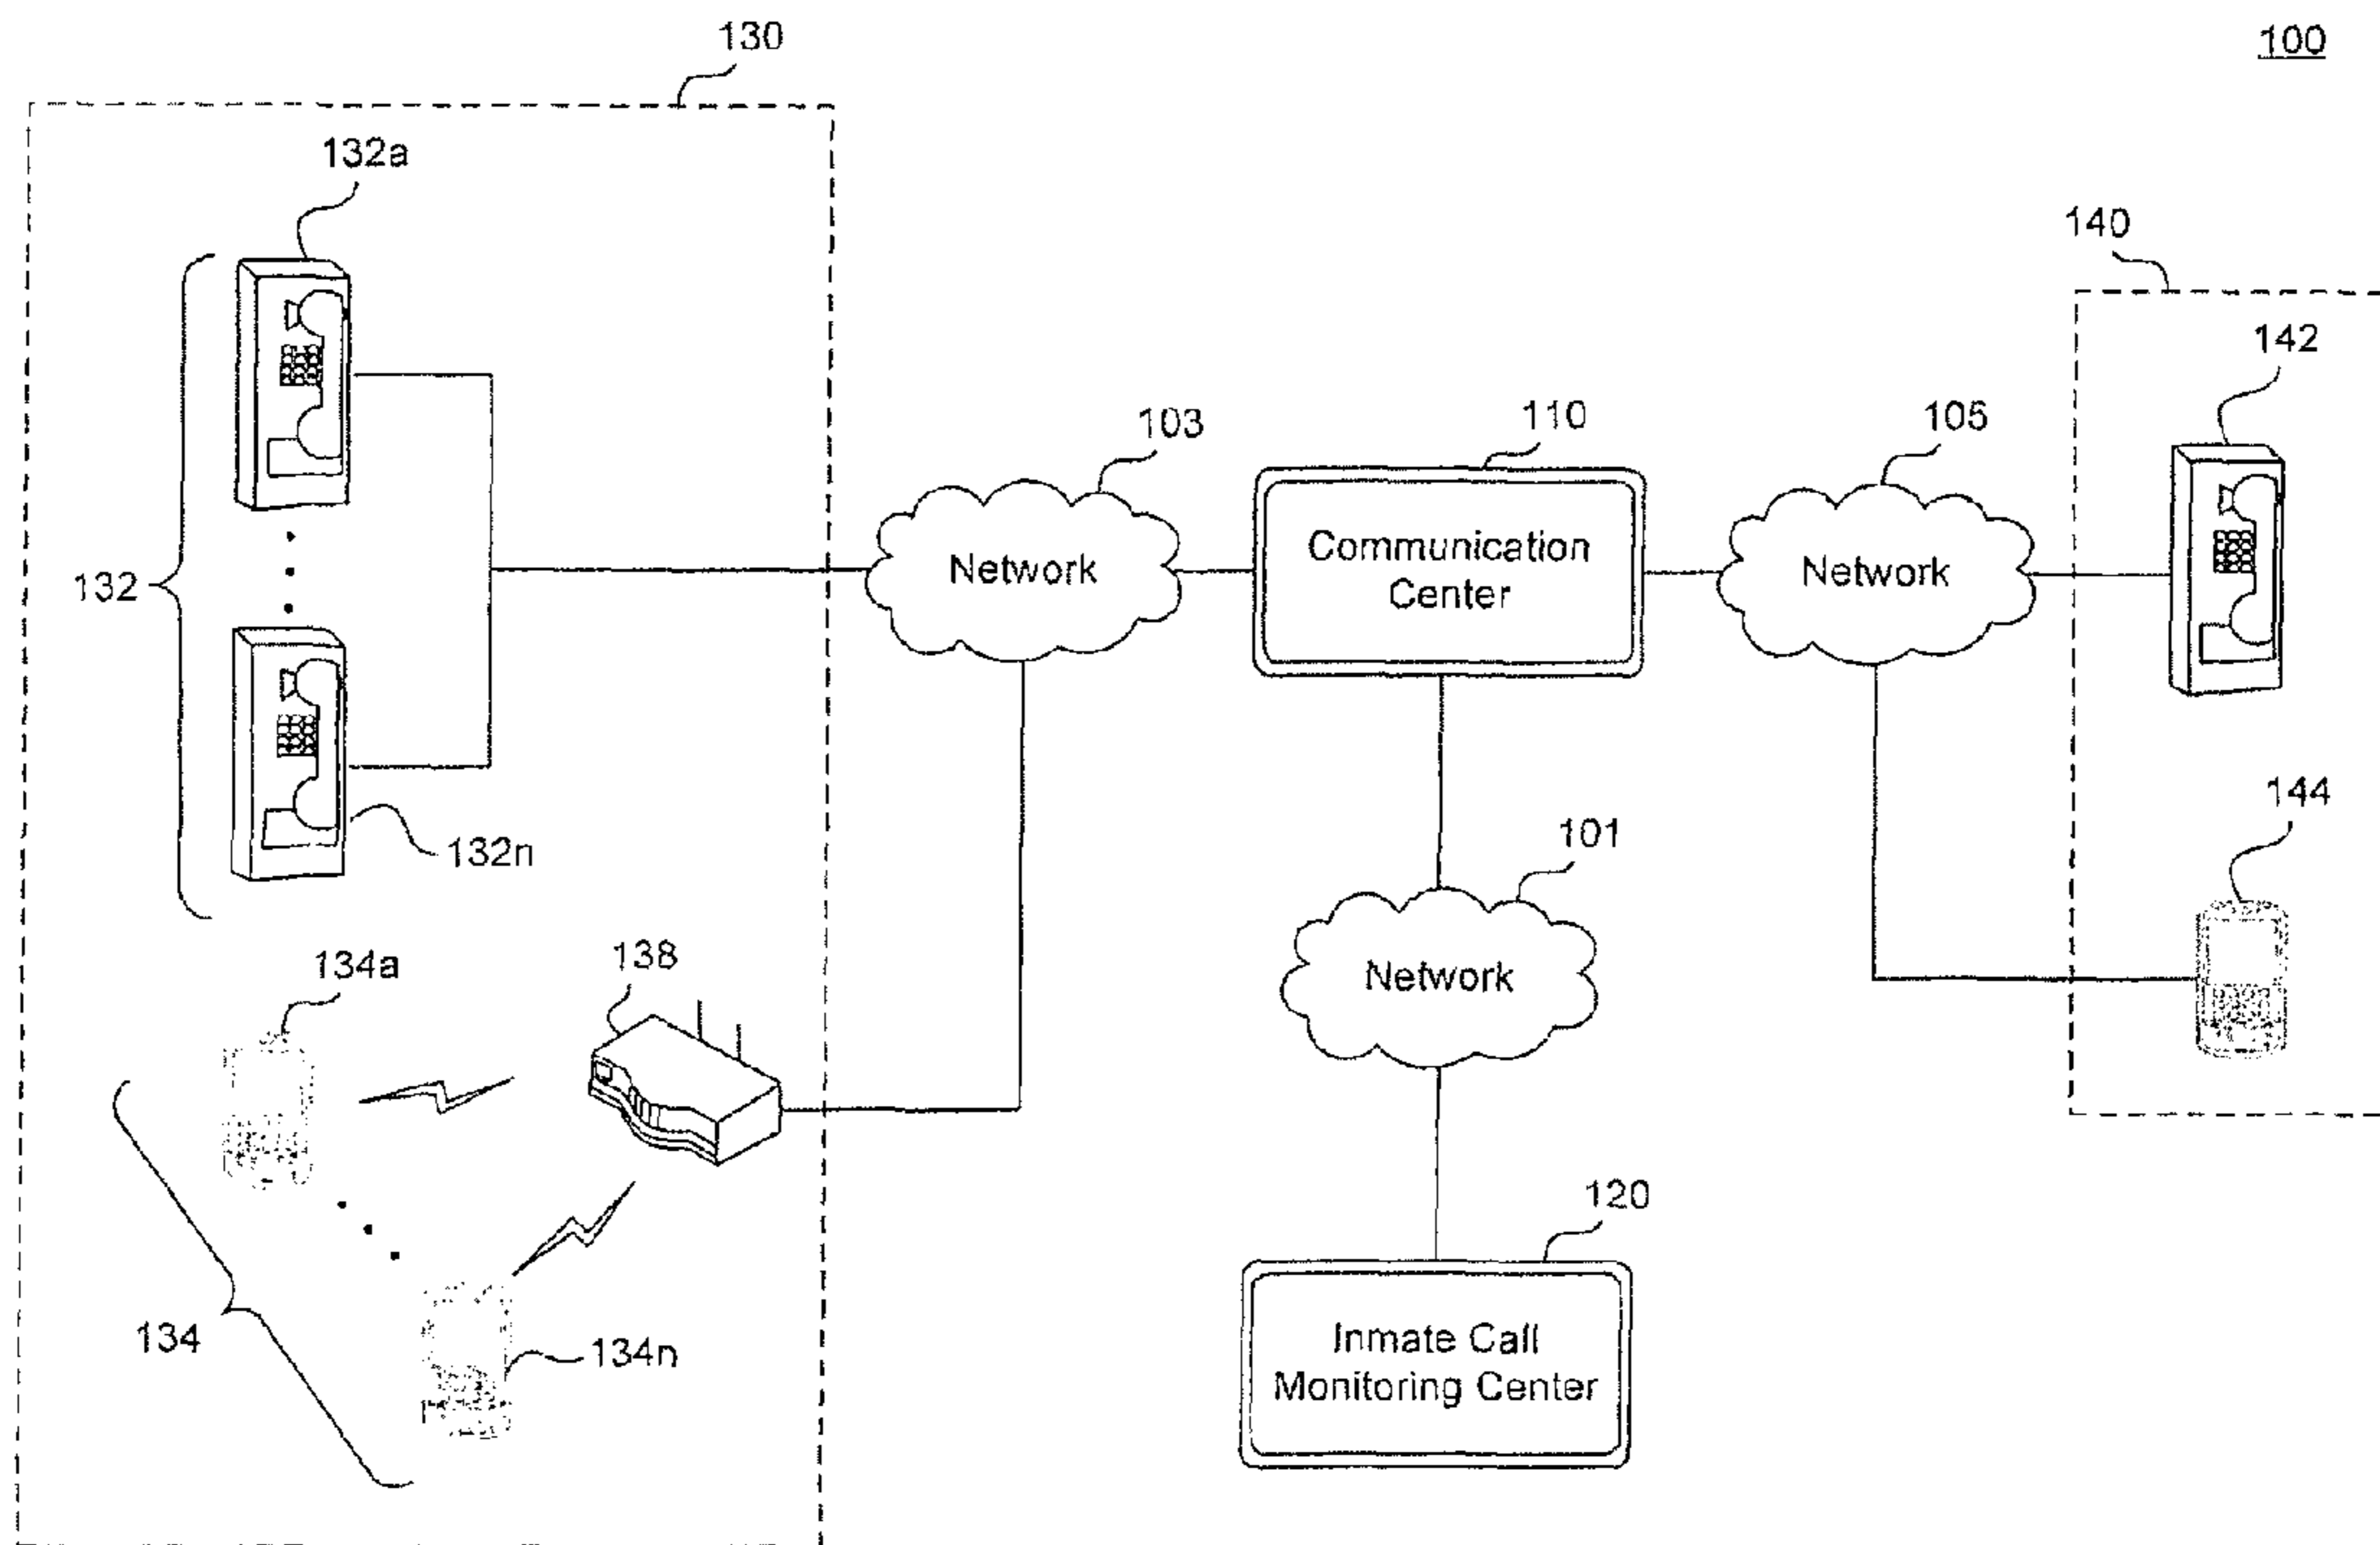 130
100
132a
140
142
103
110
105
Network
Communication
Center
Network
132
144
101
132n
134a
138
Network
120
134
134n
Inmate Call
Monitoring Center